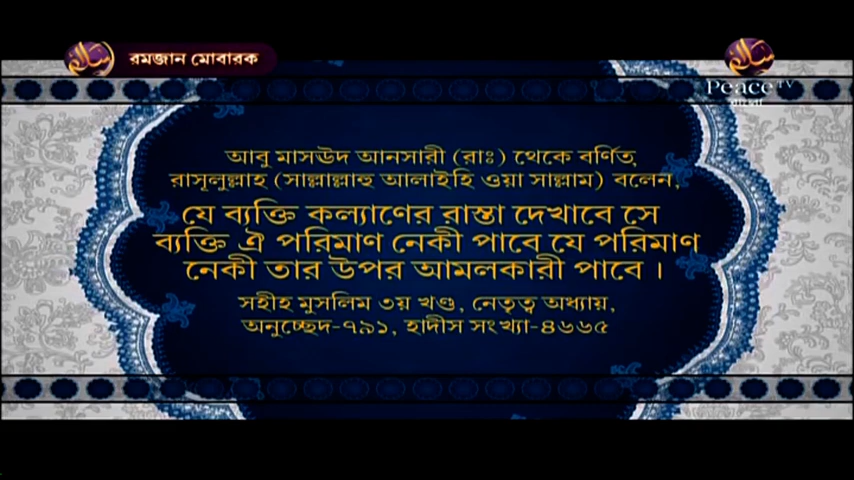 রমজান মোবারক
Peace TV
বাংলা
আবু মাসঊদ আনসারী (রাঃ) থেকে বর্ণিত,
রাসূলুল্লাহ (সাল্লাল্লাহু আলাইহি ওয়া সাল্লাম) বলেন,
যে ব্যক্তি কল্যাণের রাস্তা দেখাবে সে
ব্যক্তি ঐ পরিমাণ নেকী পাবে যে পরিমাণ
নেকী তার উপর আমলকারী পাবে ।
সহীহ মুসলিম ৩য় খণ্ড, নেতৃত্ব অধ্যায়,
অনুচ্ছেদ-৭৯১, হাদীস সংখ্যা-৪৬৬৫